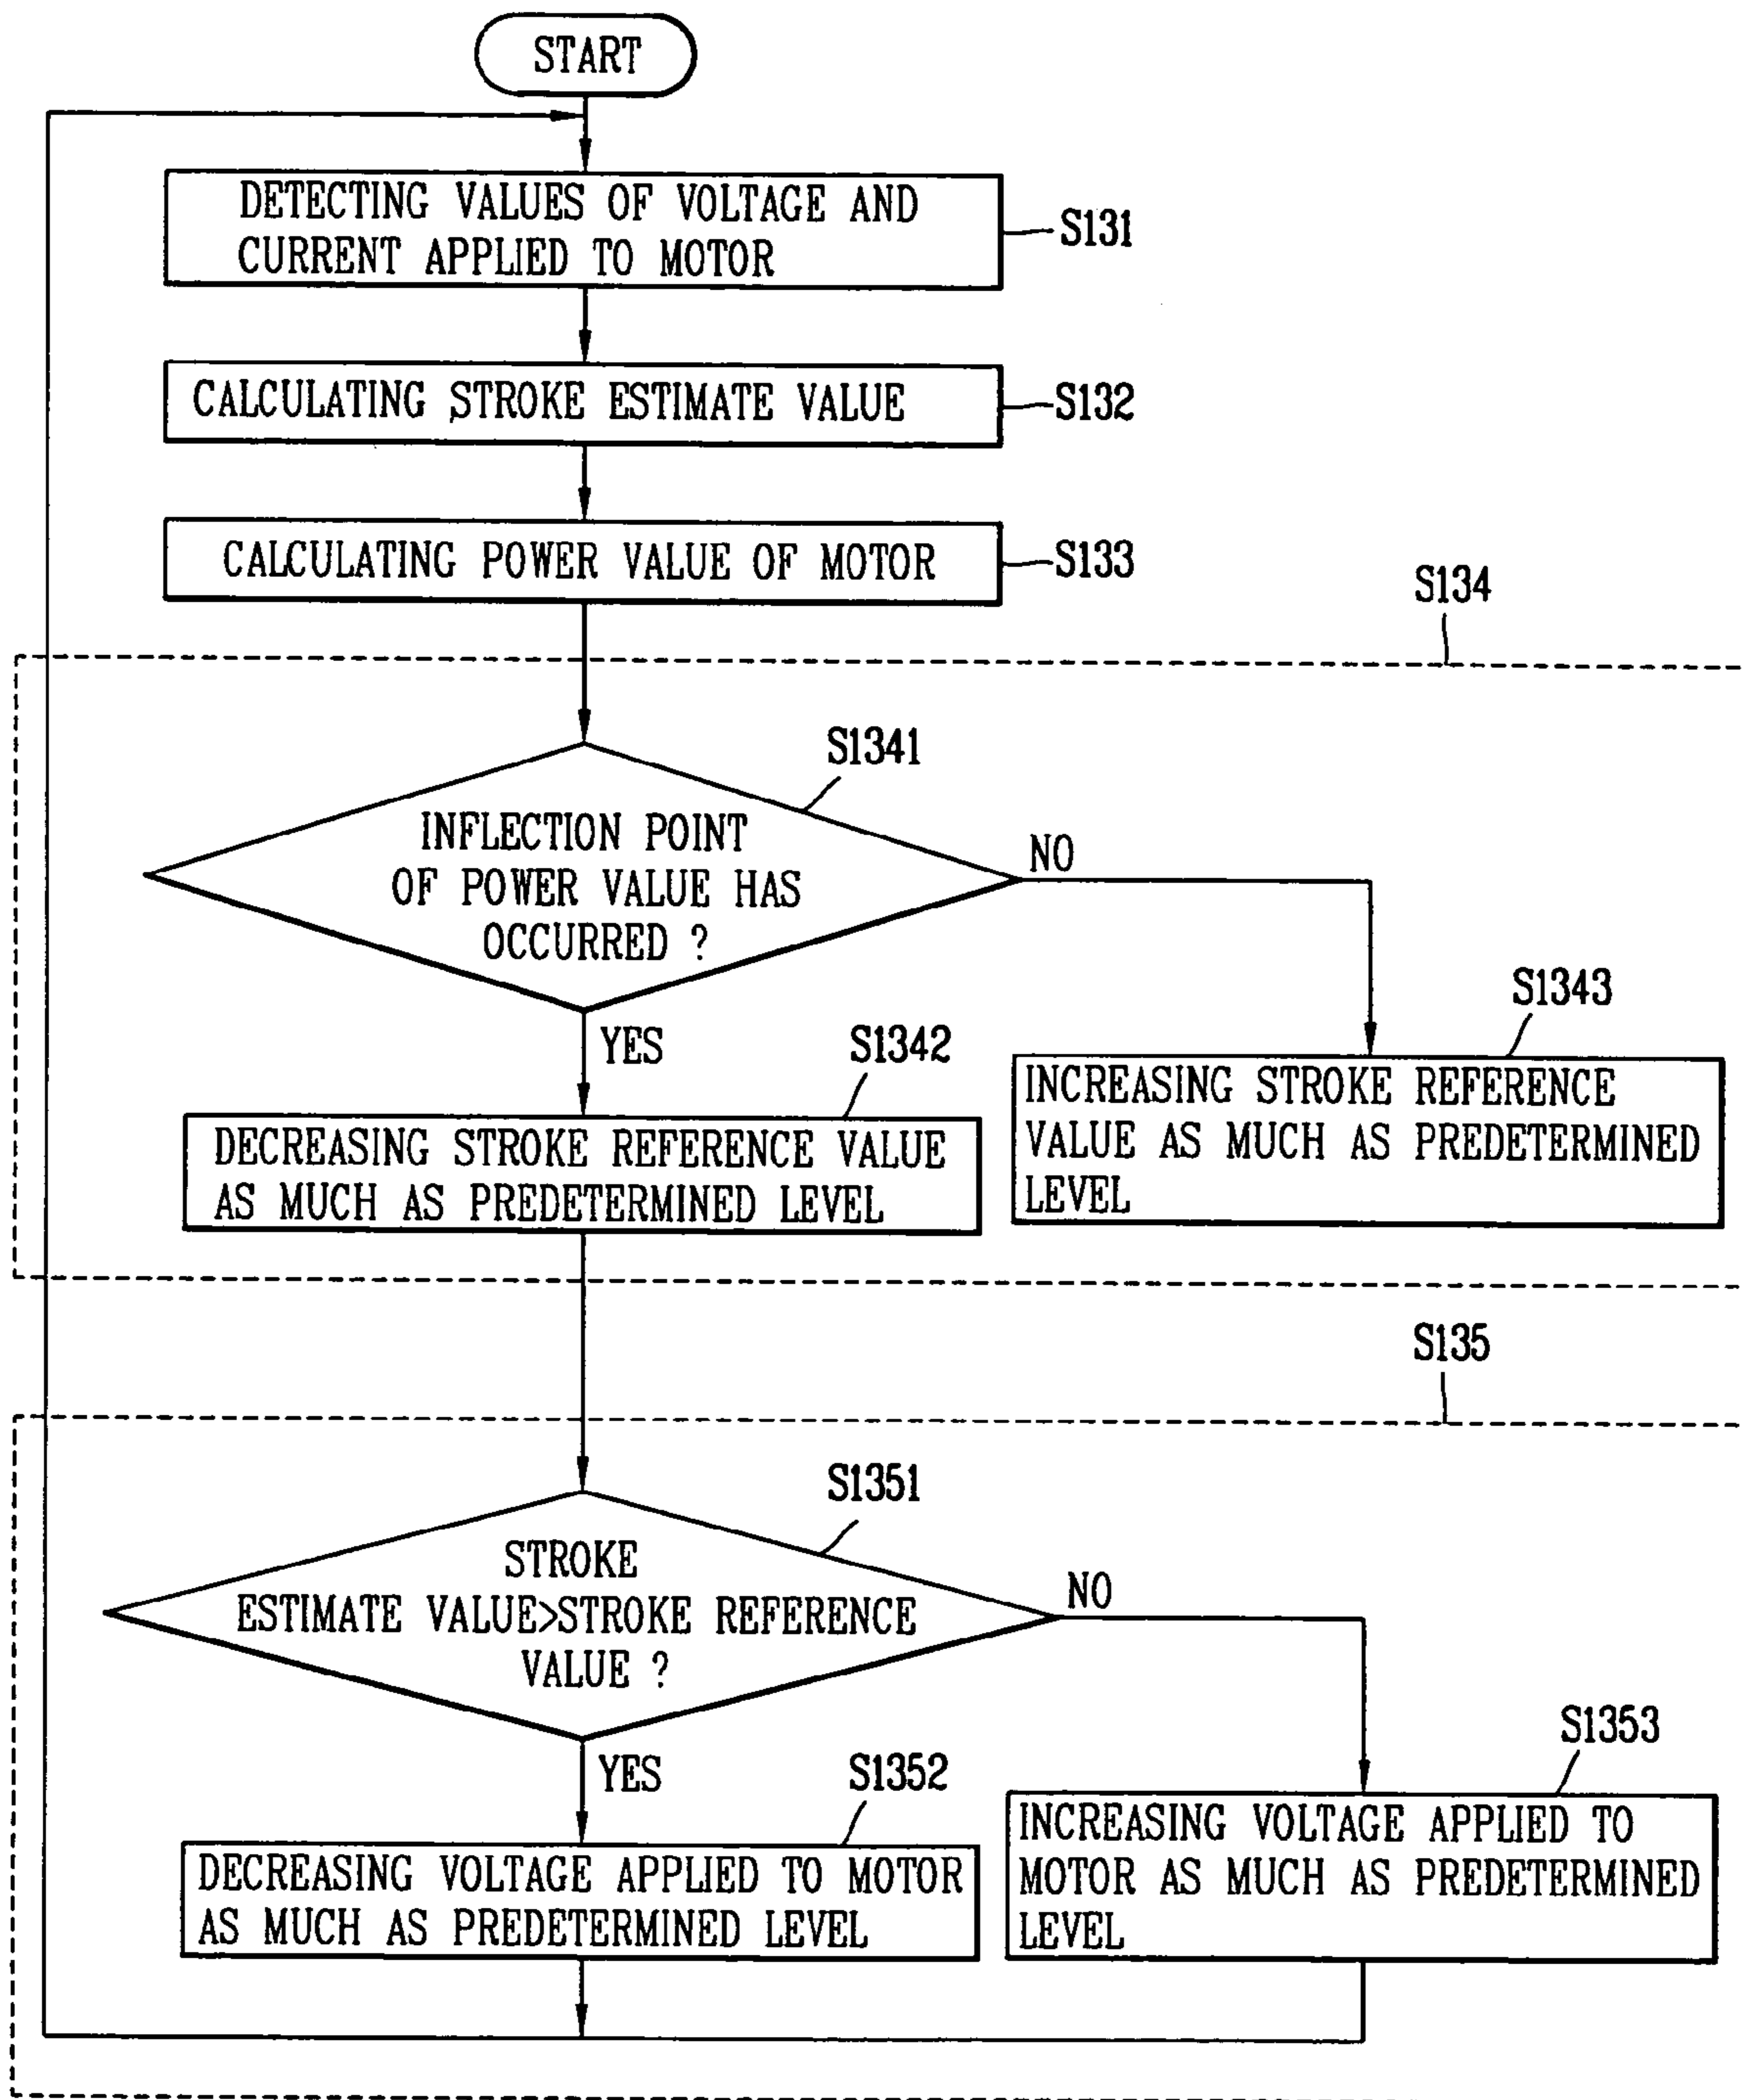 START
DETECTING VALUES OF VOLTAGE AND
CURRENT APPLIED TO MOTOR
S131
CALCULATING STROKE ESTIMATE VALUE
S132
CALCULATING POWER VALUE OF MOTOR
S133
S134
S1341
INFLECTION POINT
OF POWER VALUE HAS
OCCURRED ?
NO
YES
S1342
S1343
DECREASING STROKE REFERENCE VALUE
AS MUCH AS PREDETERMINED LEVEL
INCREASING STROKE REFERENCE
VALUE AS MUCH AS PREDETERMINED
LEVEL
S135
S1351
STROKE
ESTIMATE VALUE>STROKE REFERENCE
VALUE ?
NO
YES
S1352
S1353
DECREASING VOLTAGE APPLIED TO MOTOR
AS MUCH AS PREDETERMINED LEVEL
INCREASING VOLTAGE APPLIED TO
MOTOR AS MUCH AS PREDETERMINED
LEVEL